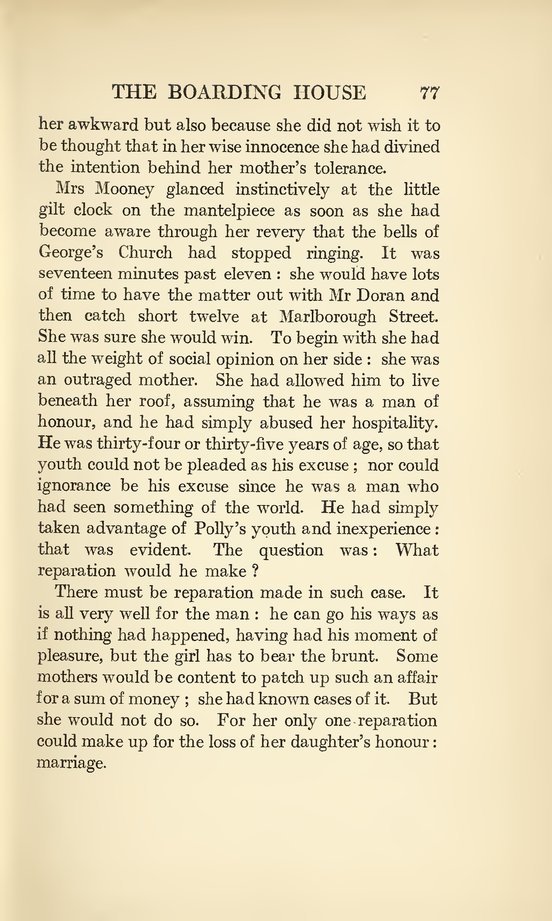 THE BOARDING HOUSE 77
her awkward but also because she did not wish it to
be thought that in her wise innocence she had divined
the intention behind her mother's tolerance.
Mrs Mooney glanced instinctively at the little
gilt clock on the mantelpiece as soon as she had
become aware through her revery that the bells of
George's Church had stopped ringing. It was
seventeen minutes past eleven : she would have lots
of time to have the matter out with Mr Doran and
then catch short twelve at Marlborough Street.
She was sure she would win. To begin with she had
all the weight of social opinion on her side : she was
an outraged mother. She had allowed him to live
beneath her roof, assuming that he was a man of
honour, and he had simply abused her hospitality.
He was thirty-four or thirty-five years of age, so that
youth could not be pleaded as his excuse ; nor could
ignorance be his excuse since he was a man who
had seen something of the world. He had simply
taken advantage of Polly's youth and inexperience :
that was evident. The question was : What
reparation would he make ?
There must be reparation made in such case. It
is all very well for the man : he can go his ways as
if nothing had happened, having had his moment of
pleasure, but the girl has to bear the brunt. Some
mothers would be content to patch up such an affair
for a sum of money ; she had known cases of it. But
she would not do so. For her only one reparation
could make up for the loss of her daughter's honour :
marriage.